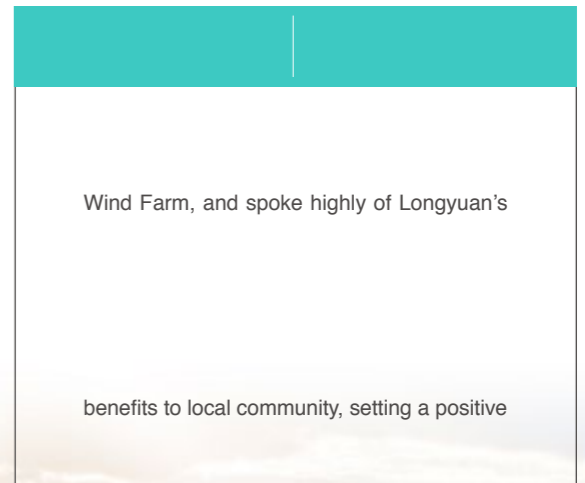 Wind Farm, and spoke highly of Longyuan’s
benefits to local community, setting a positive